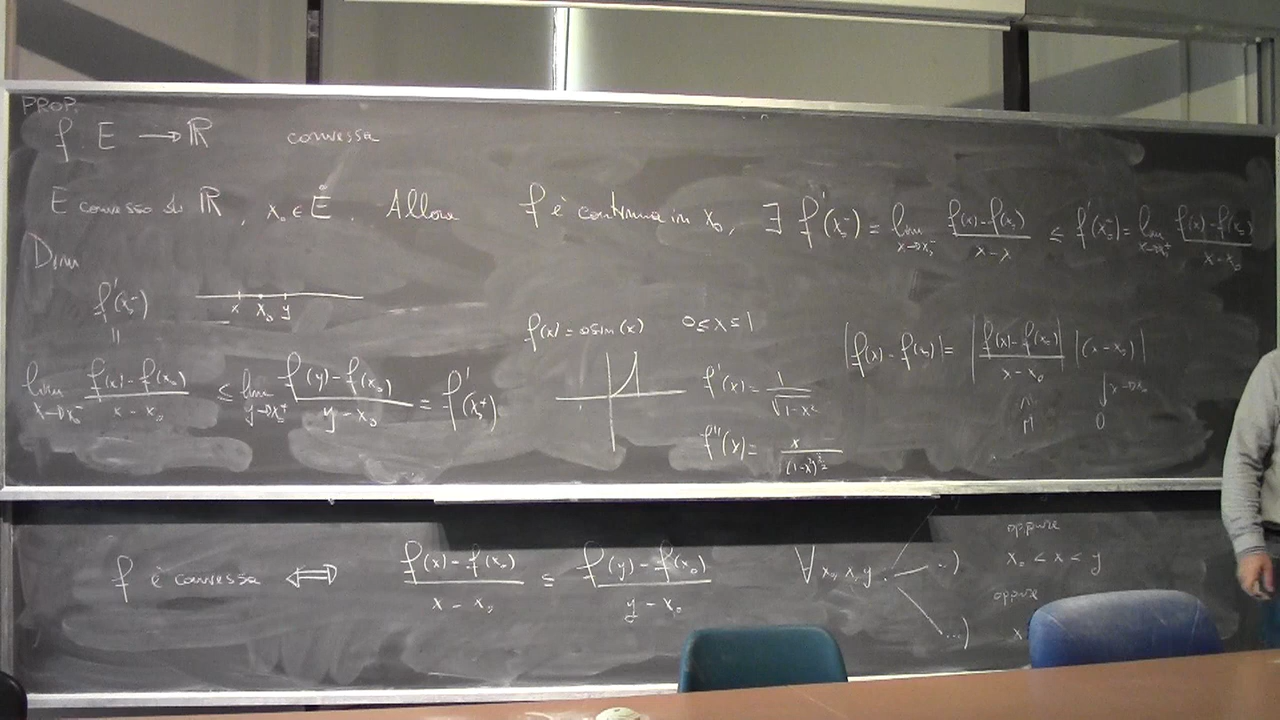 PROP.
f: E → ℝ convessa
E convesso di ℝ, x₀ ∈ E̊. Allora f è continua in x₀, ∃ f'(x₀⁻) = lim_{x→x₀⁻} (f(x)-f(x₀))/(x-x) ≤ f'(x₀⁻) = lim_{x→x₀⁺} (f(x)-f(x₀))/(x-x₀)
Dim
f'(x₀⁻)
x x₀ y
=
lim_{x→x₀⁻} (f(x)-f(x₀))/(x-x₀) ≤ lim_{y→x₀⁺} (f(y)-f(x₀))/(y-x₀) = f'(x₀⁺)
f(x) = asin(x) 0≤x≤1
f'(x) = 1/√(1-x²)
f''(x) = x/(1-x²)^{3/2}
|f(x)-f(x₀)| = |(f(x)-f(x₀))/(x-x₀)| |(x-x₀)|
M
↓ x→x₀
0
f è convessa ⟺ (f(x)-f(x₀))/(x-x₀) ≤ (f(y)-f(x₀))/(y-x₀) ∀ x₀, x, y
oppure
x₀ < x < y
oppure
x